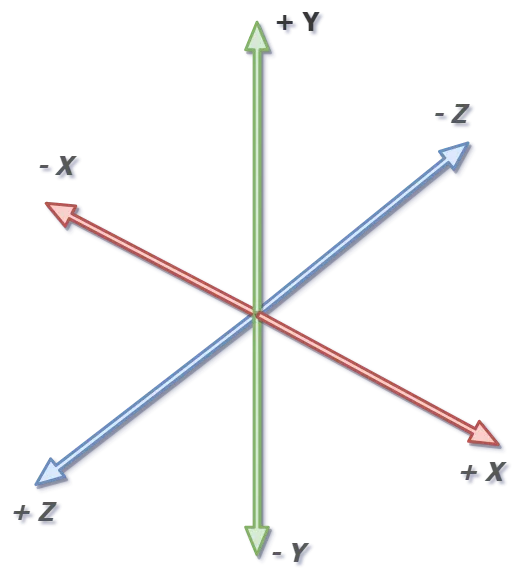 + Y
- Z
- X
+ X
+ Z
- Y